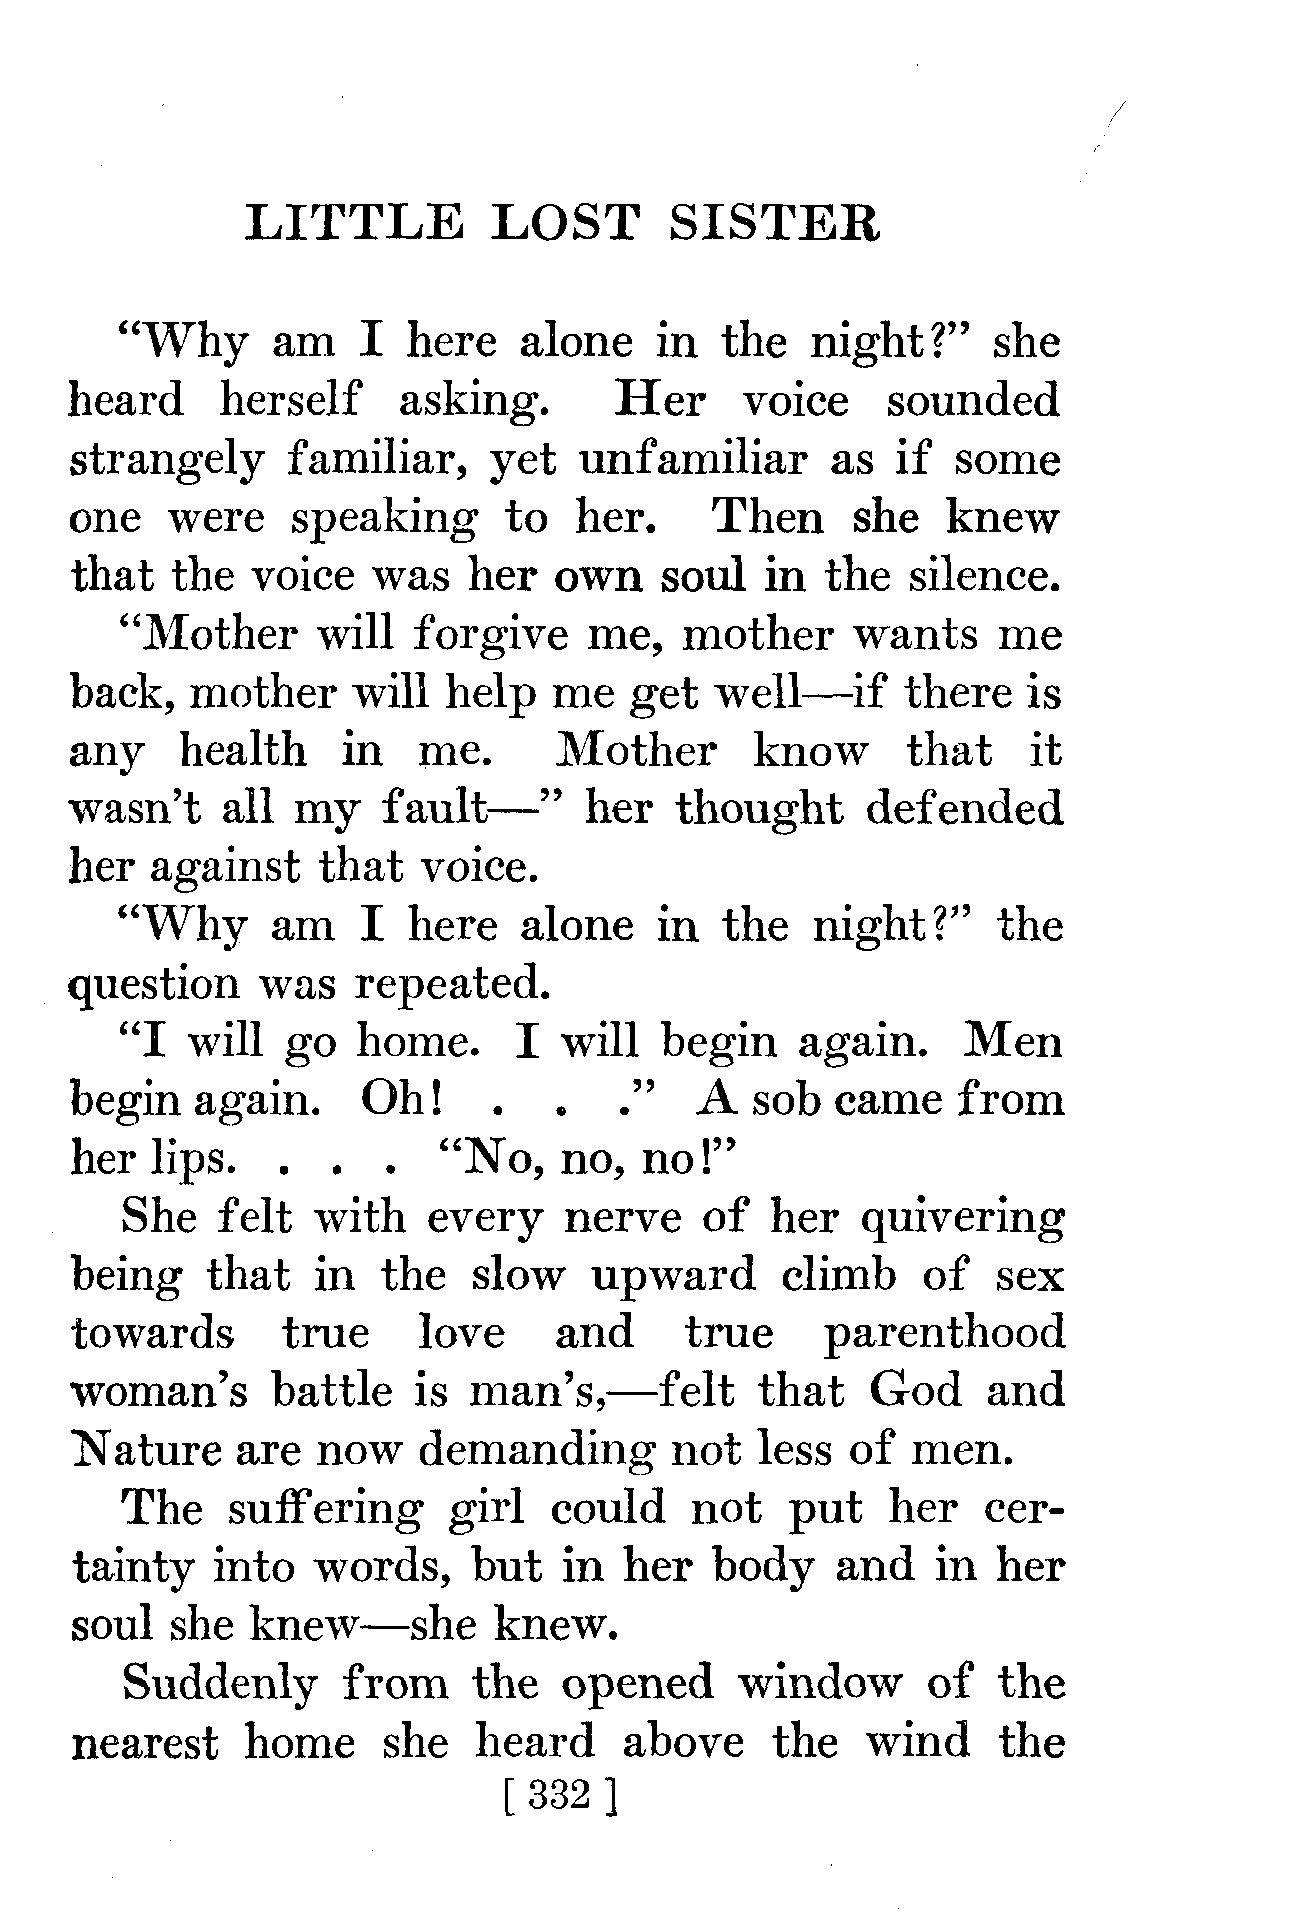 LITTLE LOST SISTER
“Why am I here alone in the night?” she
heard herself asking. Her voice sounded
strangely familiar, yet unfamiliar as if some
one were speaking to her. Then she knew
that the voice was her own soul in the silence.
“Mother will forgive me, mother wants me
back, mother will help me get well—if there is
any health in me. Mother know that it
wasn’t all my fault—” her thought defended
her against that voice.
“Why am I here alone in the night?” the
question was repeated.
“I will go home. I will begin again. Men
begin again. Oh! . . .” A sob came from
her lips. . . . “No, no, no!”
She felt with every nerve of her quivering
being that in the slow upward climb of sex
towards true love and true parenthood
woman’s battle is man’s,—felt that God and
Nature are now demanding not less of men.
The suffering girl could not put her cer-
tainty into words, but in her body and in her
soul she knew—she knew.
Suddenly from the opened window of the
nearest home she heard above the wind the
[ 332 ]